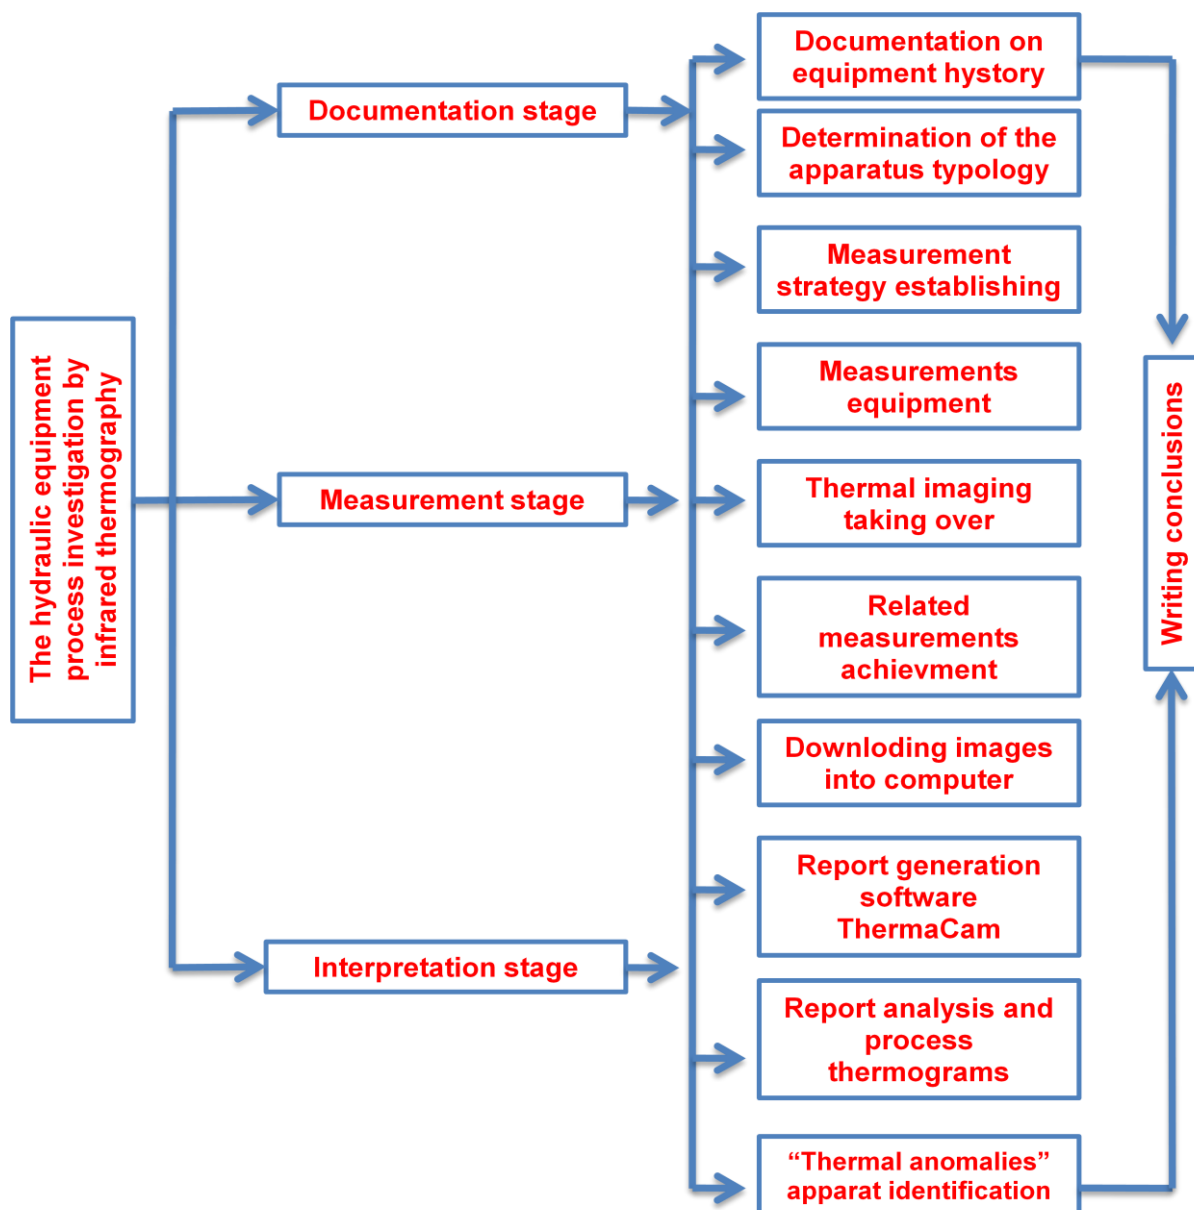 The hydraulic equipment
process investigation by
infrared thermography
Documentation stage
Measurement stage
Interpretation stage
Documentation on
equipment hystory
Determination of the
apparatus typology
Measurement
strategy establishing
Measurements
equipment
Thermal imaging
taking over
Related
measurements
achievment
Downloding images
into computer
Report generation
software
ThermaCam
Report analysis and
process
thermograms
“Thermal anomalies”
apparat identification
Writing conclusions